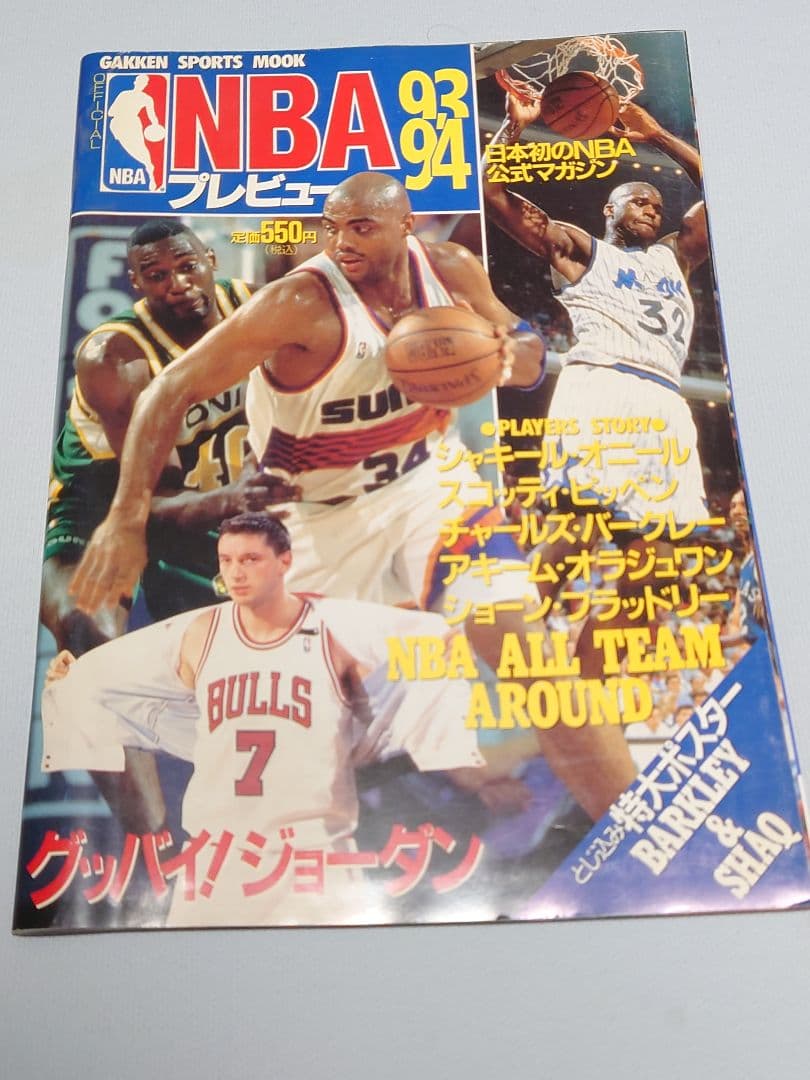 GAKKEN SPORTS MOOK
OFFICIAL
NBA
NBA
93
94
プレビュー
定価550円
(税込)
日本初のNBA
公式マガジン
32
SUN
34
40
●PLAYERS STORY●
シャキール・オニール
スコッティ・ピッペン
チャールズ・バークレー
アキーム・オラジュワン
ショーン・ブラッドリー
NBA ALL TEAM
AROUND
BULLS
7
グッバイ!ジョーダン
とじ込み特大ポスター
BARKLEY
&
SHAQ